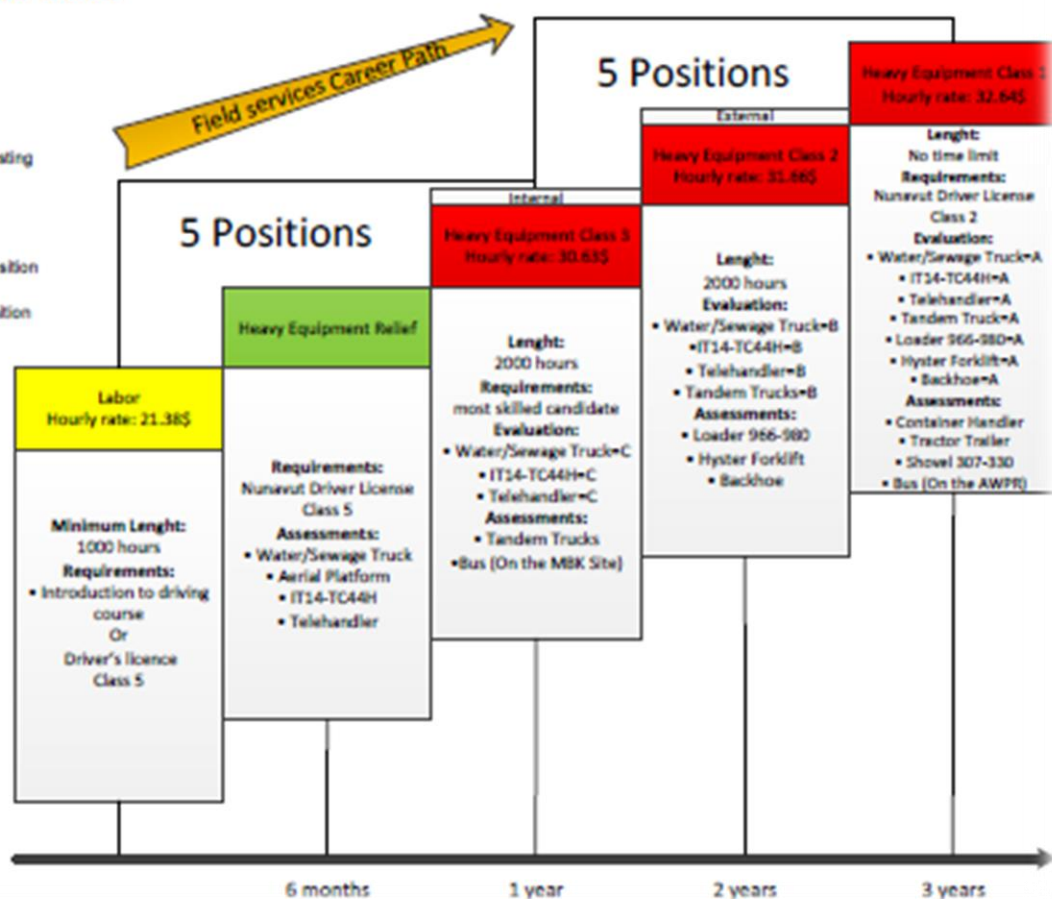 Field services Career Path
5 Positions
5 Positions
sting
sition
ition
Labor
Hourly rate: 21.38$
Minimum Lenght:
1000 hours
Requirements:
• Introduction to driving
course
Or
Driver's licence
Class 5
Heavy Equipment Relief
Requirements:
Nunavut Driver License
Class 5
Assessments:
• Water/Sewage Truck
• Aerial Platform
• IT14-TC44H
• Telehandler
Internal
Heavy Equipment Class 3
Hourly rate: 30.63$
Lenght:
2000 hours
Requirements:
most skilled candidate
Evaluation:
• Water/Sewage Truck=C
• IT14-TC44H=C
• Telehandler=C
Assessments:
• Tandem Trucks
•Bus (On the MBK Site)
External
Heavy Equipment Class 2
Hourly rate: 31.66$
Lenght:
2000 hours
Evaluation:
• Water/Sewage Truck=B
•IT14-TC44H=B
• Telehandler=B
• Tandem Trucks=B
Assessments:
• Loader 966-980
• Hyster Forklift
• Backhoe
Heavy Equipment Class 1
Hourly rate: 32.64$
Lenght:
No time limit
Requirements:
Nunavut Driver License
Class 2
Evaluation:
• Water/Sewage Truck=A
• IT14-TC44H=A
• Telehandler=A
• Tandem Truck=A
• Loader 966-980=A
• Hyster Forklift=A
• Backhoe=A
Assessments:
• Container Handler
• Tractor Trailer
• Shovel 307-330
• Bus (On the AWPR)
6 months
1 year
2 years
3 years